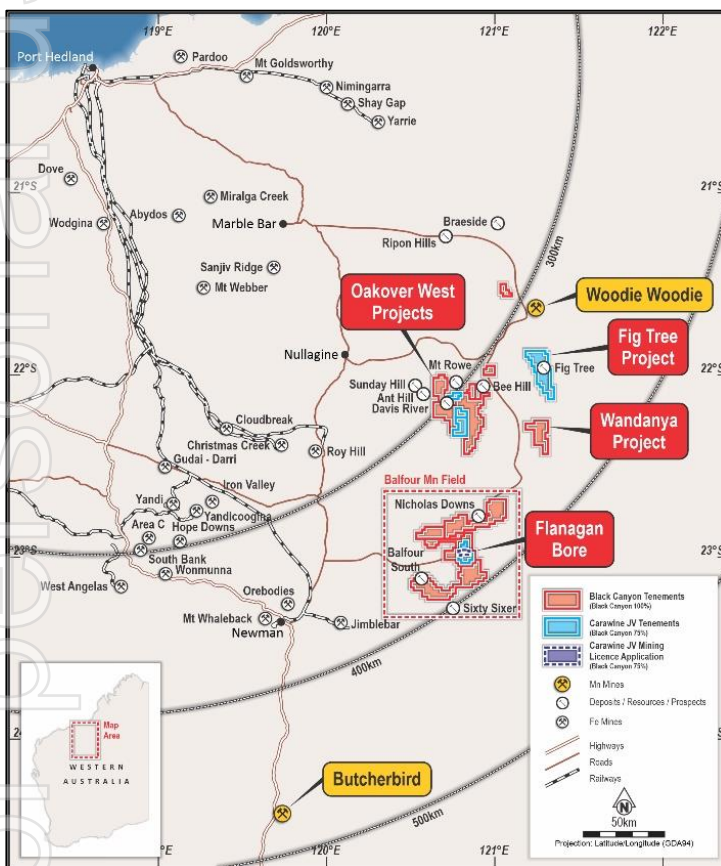 119°E
120°E
121°E
122°E
Port Hedland
Pardoo
Mt Goldsworthy
Nimingarra
Shay Gap
Yarrie
Dove
21°S
21°S
Miralga Creek
Wodgina
Abydos
Marble Bar
Braeside
Ripon Hills
300km
Sanjiv Ridge
Mt Webber
Oakover West
Projects
Woodie Woodie
Nullagine
Mt Rowe
Fig Tree
Project
22°S
22°S
Sunday Hill
Ant Hill
Davis River
Bee Hill
Fig Tree
Cloudbreak
Christmas Creek
Roy Hill
Wandanya
Project
Gudai - Darri
Iron Valley
Yandi
Yandicoogina
Balfour Mn Field
Nicholas Downs
Area C
Hope Downs
Flanagan
Bore
23°S
23°S
South Bank
Wonmunna
West Angelas
Balfour
South
Orebodies
Mt Whaleback
Newman
Jimblebar
Sixty Sixer
400km
Black Canyon Tenements
(Black Canyon 100%)
Carawine JV Tenements
(Black Canyon 75%)
Carawine JV Mining
Licence Application
(Black Canyon 75%)
Mn Mines
Deposits / Resources / Prospects
Fe Mines
Highways
Roads
Railways
N
50km
Projection: Latitude/Longitude (GDA94)
Map
Area
WESTERN
AUSTRALIA
24°
Butcherbird
500km
119°E
120°E
121°E